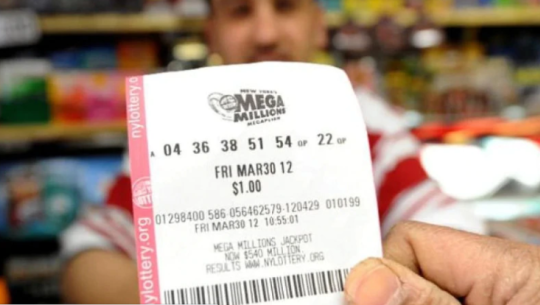 NEW YORK'S
MEGA
MILLIONS
MEGAPLIER
A 04 36 38 51 54 OP 22 OP
FRI MAR30 12
$1.00
01298400 586-056462579-120429 010199
FRI MAR30 12 10:55:01
MEGA MILLIONS JACKPOT
NOW $540 MILLION.
RESULTS WWW.NYLOTTERY.ORG
nylottery.org
nylottery.org